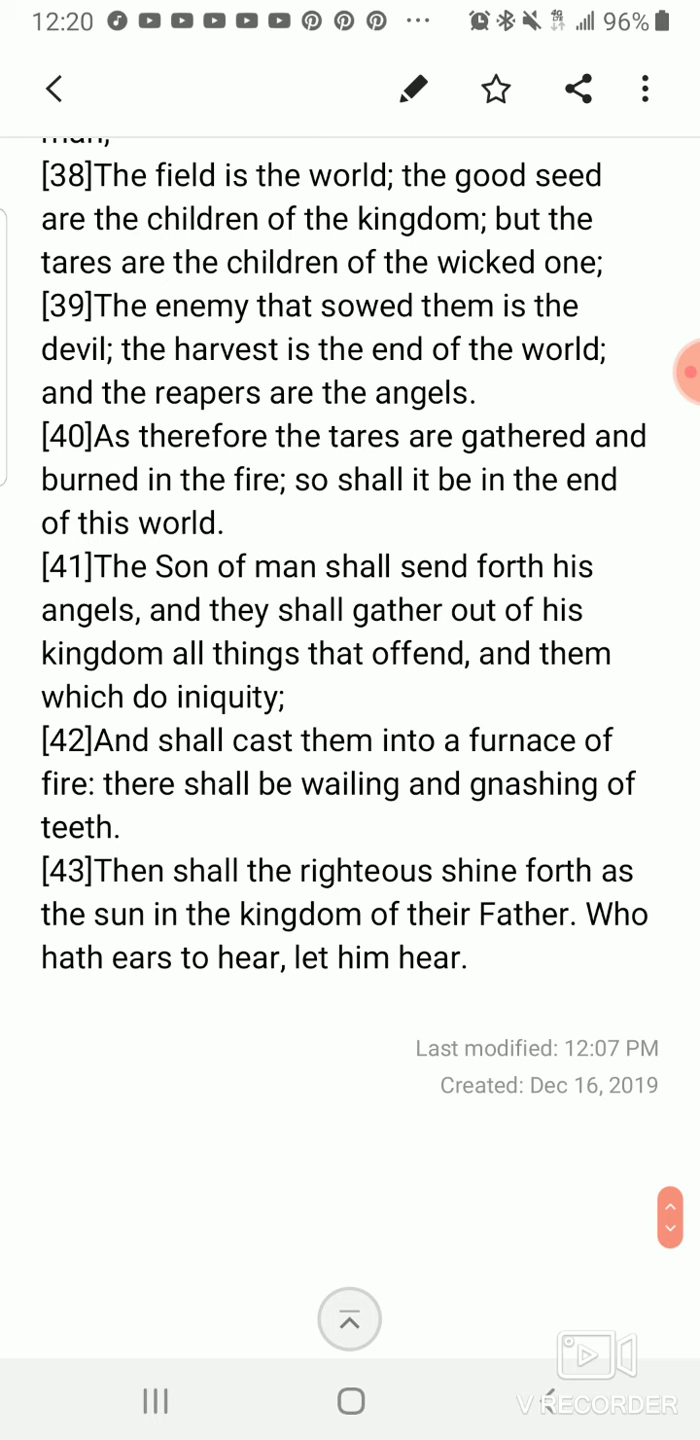 12:20 96%
man,
[38]The field is the world; the good seed
are the children of the kingdom; but the
tares are the children of the wicked one;
[39]The enemy that sowed them is the
devil; the harvest is the end of the world;
and the reapers are the angels.
[40]As therefore the tares are gathered and
burned in the fire; so shall it be in the end
of this world.
[41]The Son of man shall send forth his
angels, and they shall gather out of his
kingdom all things that offend, and them
which do iniquity;
[42]And shall cast them into a furnace of
fire: there shall be wailing and gnashing of
teeth.
[43]Then shall the righteous shine forth as
the sun in the kingdom of their Father. Who
hath ears to hear, let him hear.
Last modified: 12:07 PM
Created: Dec 16, 2019
V RECORDER